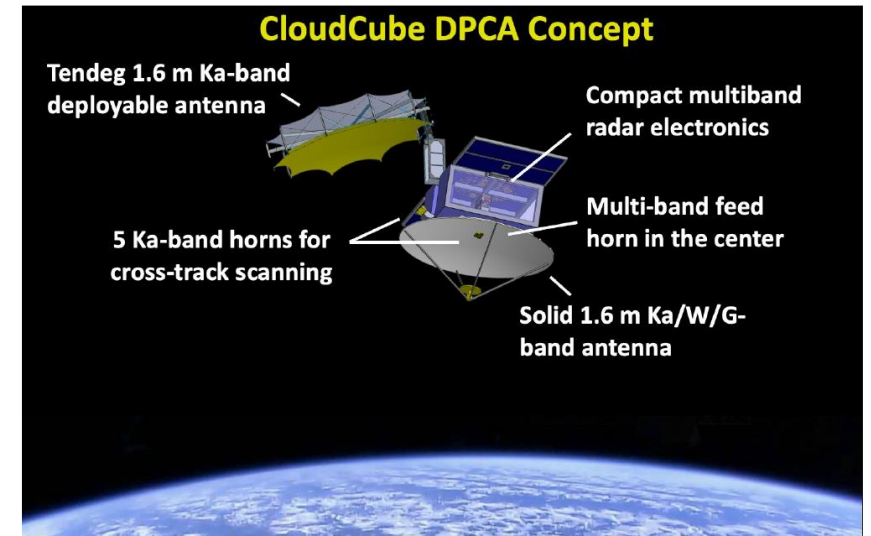 CloudCube DPCA Concept
Tendeg 1.6 m Ka-band
deployable antenna
Compact multiband
radar electronics
Multi-band feed
horn in the center
5 Ka-band horns for
cross-track scanning
Solid 1.6 m Ka/W/G-
band antenna